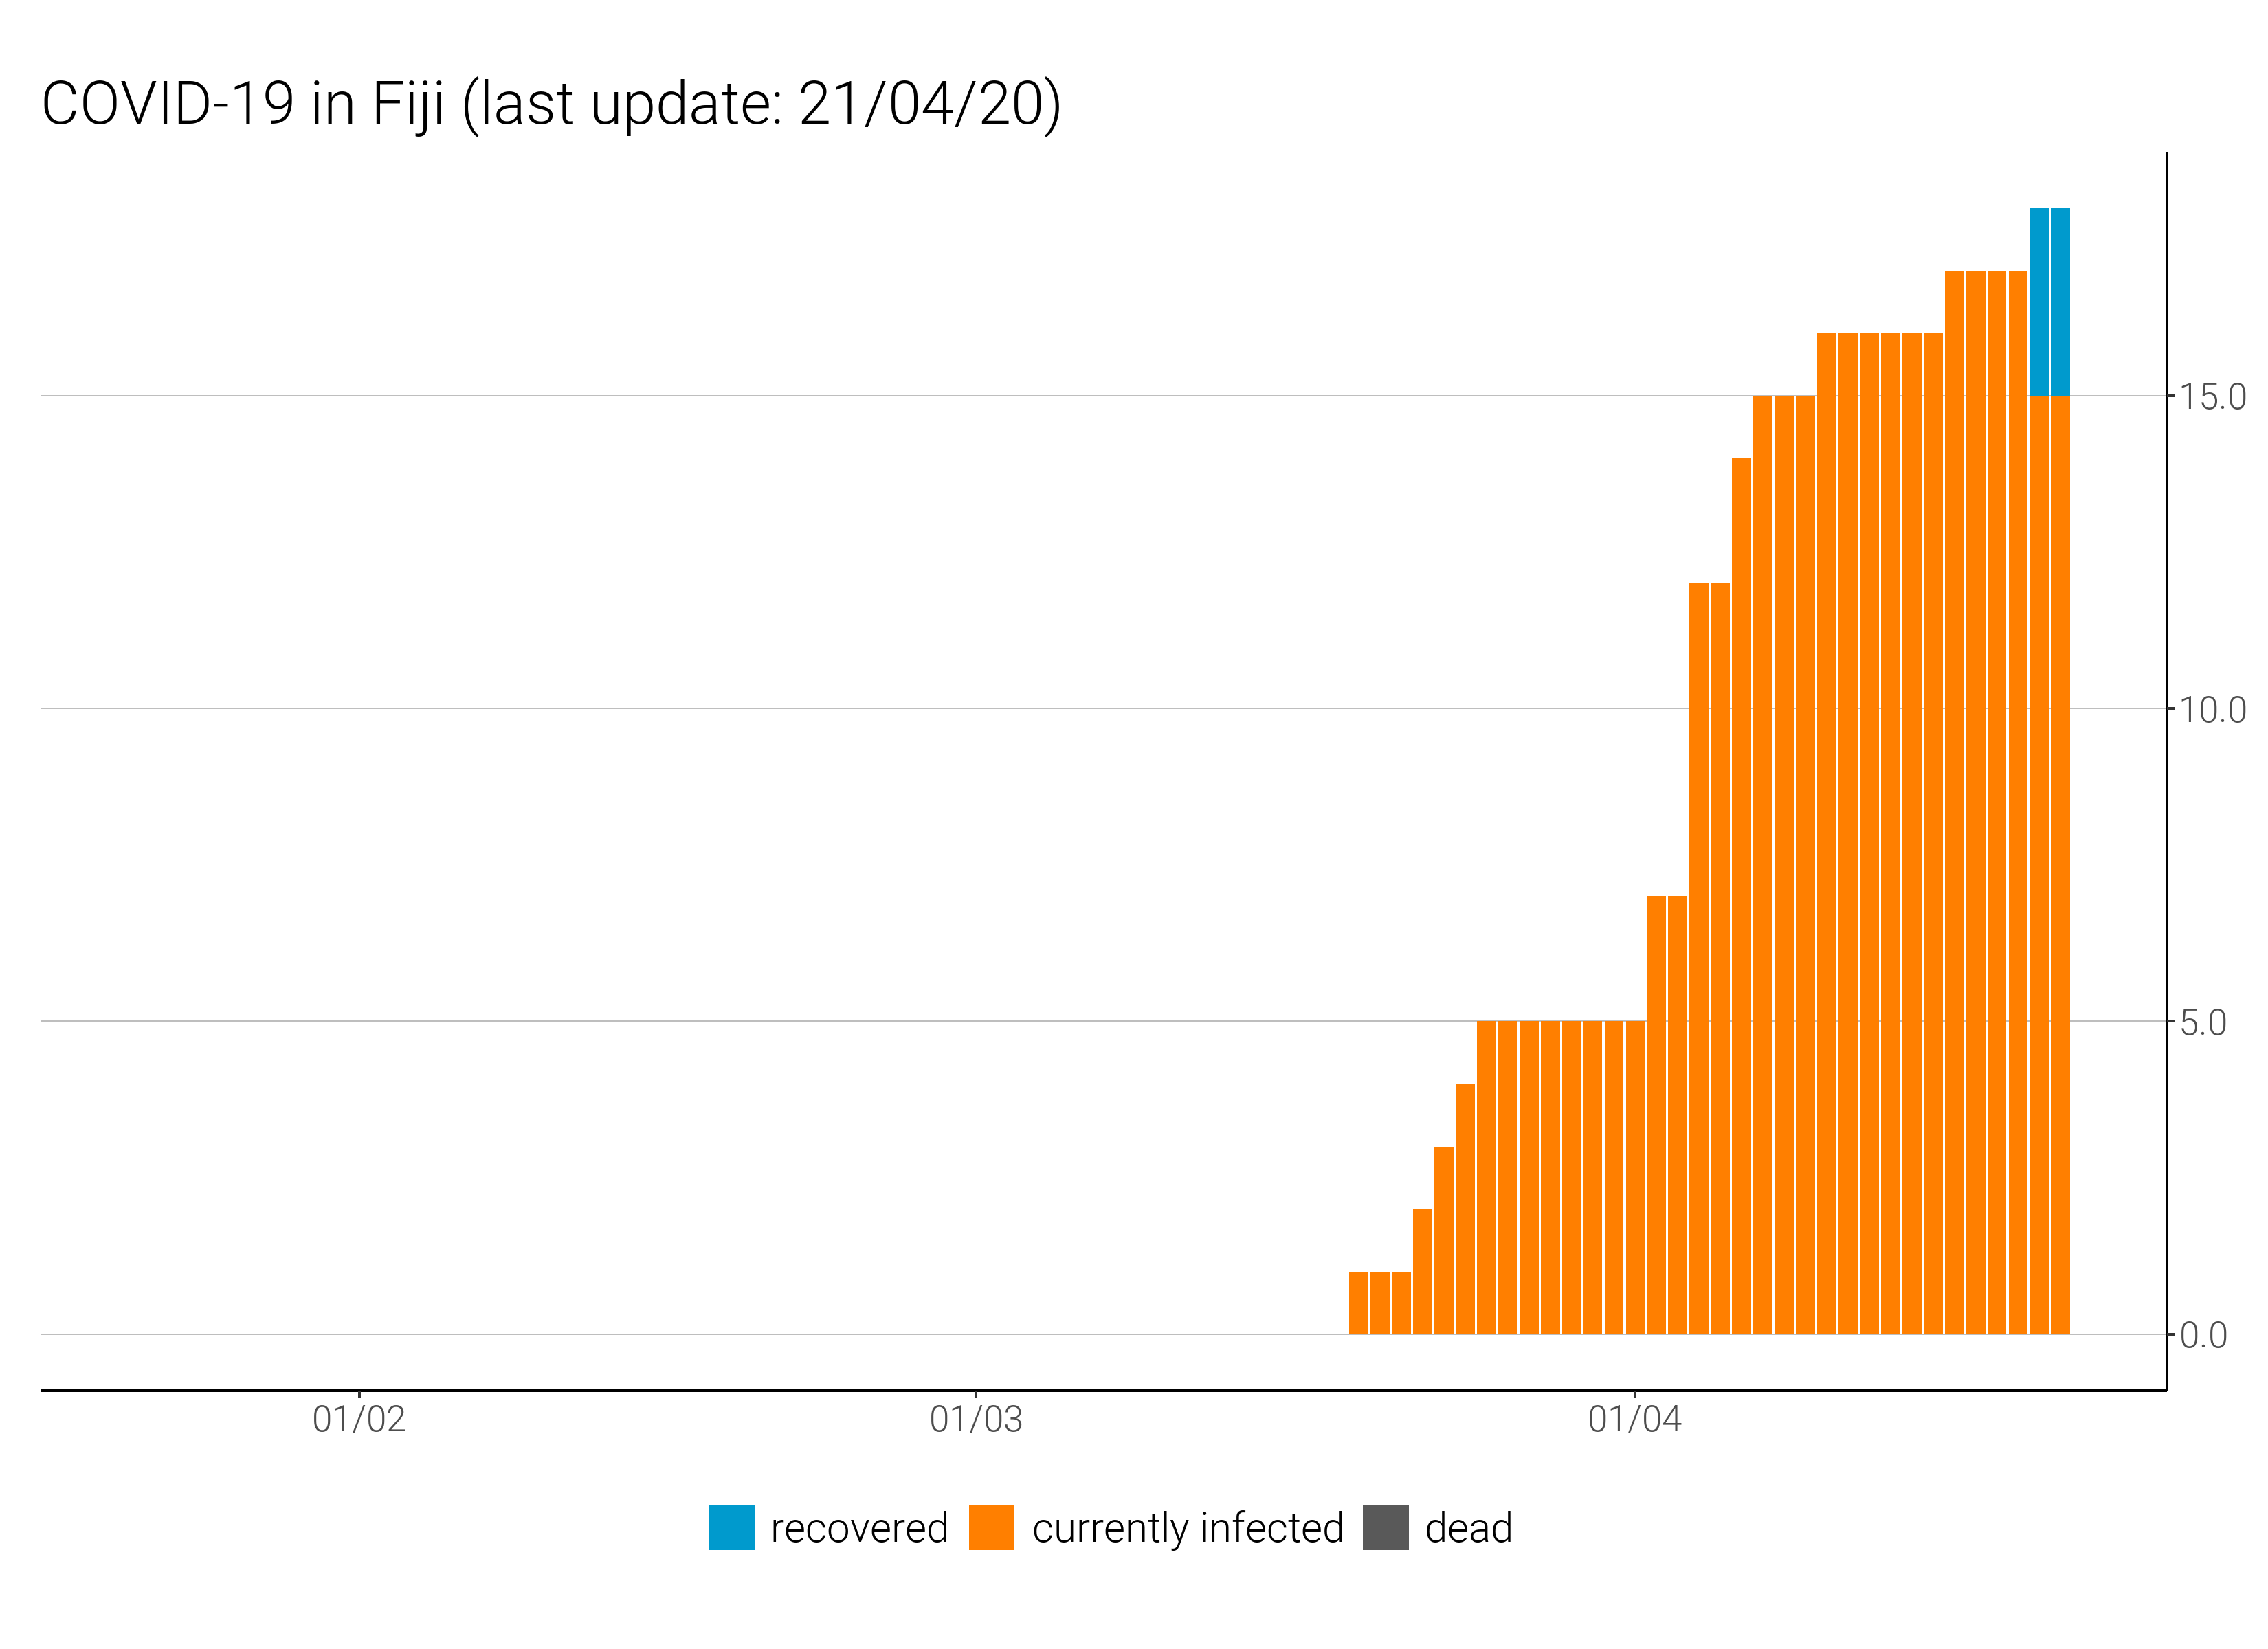 COVID-19 in Fiji (last update: 21/04/20)
15.0
10.0
5.0
0.0
01/02 01/03 01/04
recovered currently infected dead